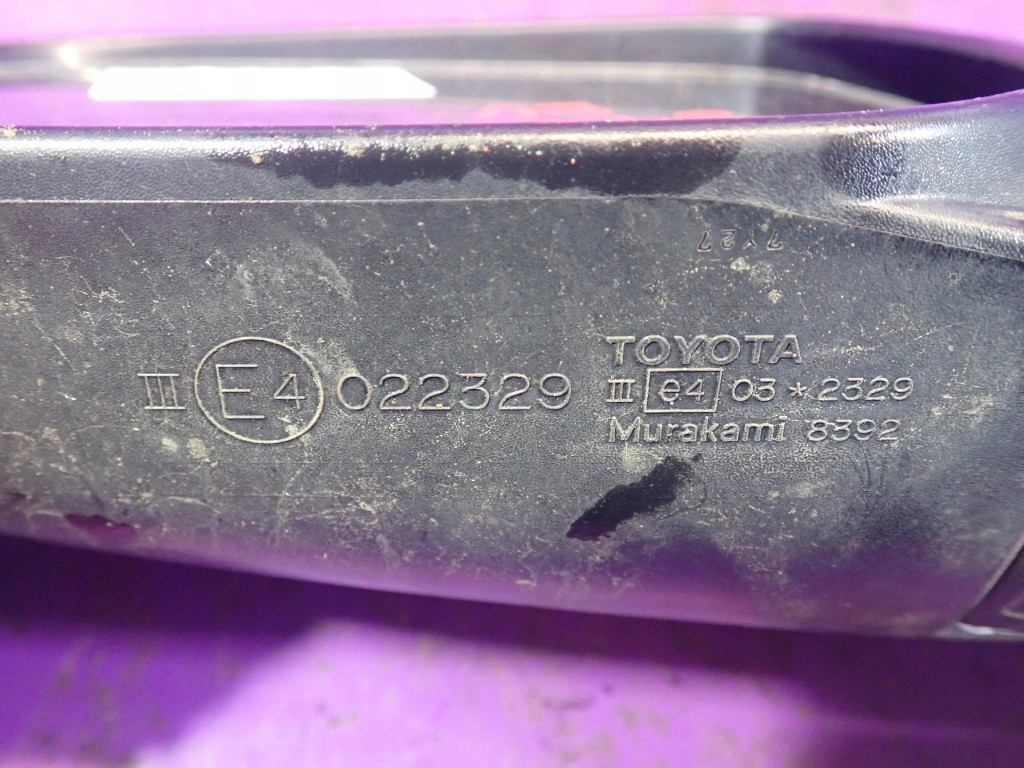 7Y27
III E4 022329
TOYOTA
III e4 03*2329
Murakami 8392